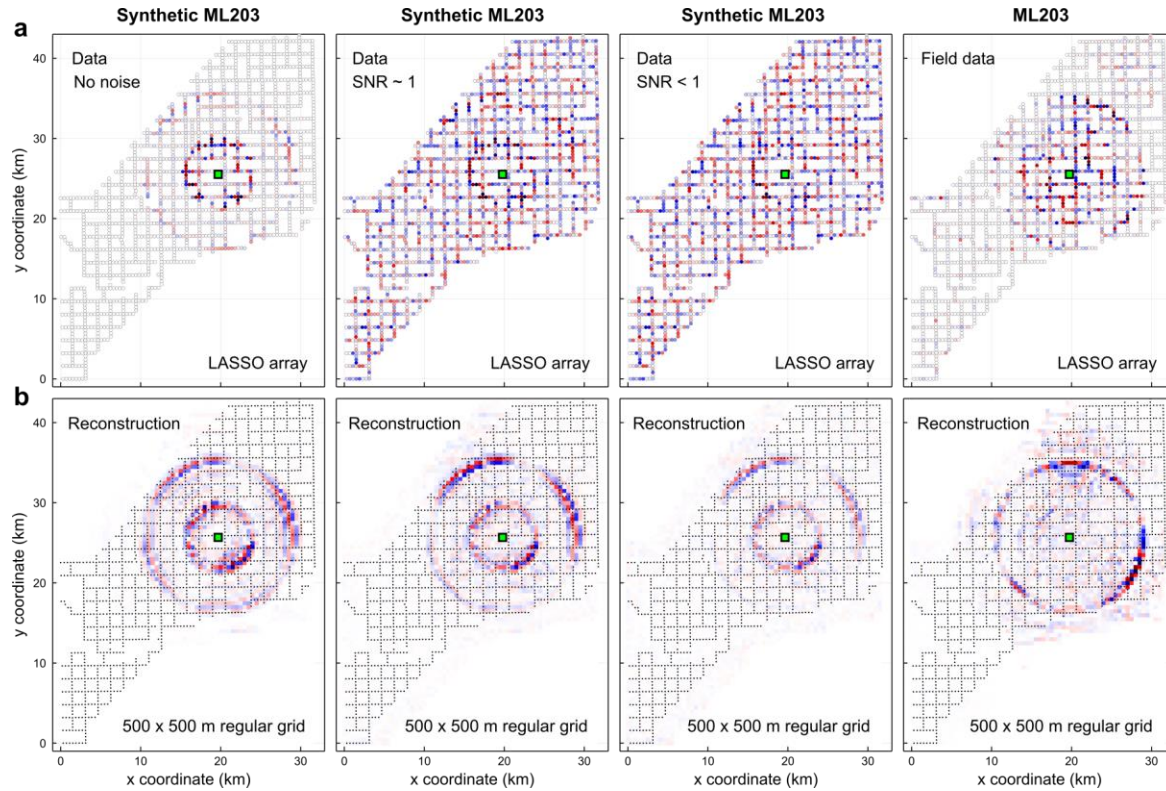 Synthetic ML203 Synthetic ML203 Synthetic ML203 ML203
a
Data Data Data Field data
No noise SNR ~ 1 SNR < 1
40
30
20
10
0
y coordinate (km)
LASSO array LASSO array LASSO array LASSO array
b
Reconstruction Reconstruction Reconstruction Reconstruction
40
30
20
10
0
y coordinate (km)
500 x 500 m regular grid 500 x 500 m regular grid 500 x 500 m regular grid 500 x 500 m regular grid
0 10 20 30 0 10 20 30 0 10 20 30 0 10 20 30
x coordinate (km) x coordinate (km) x coordinate (km) x coordinate (km)